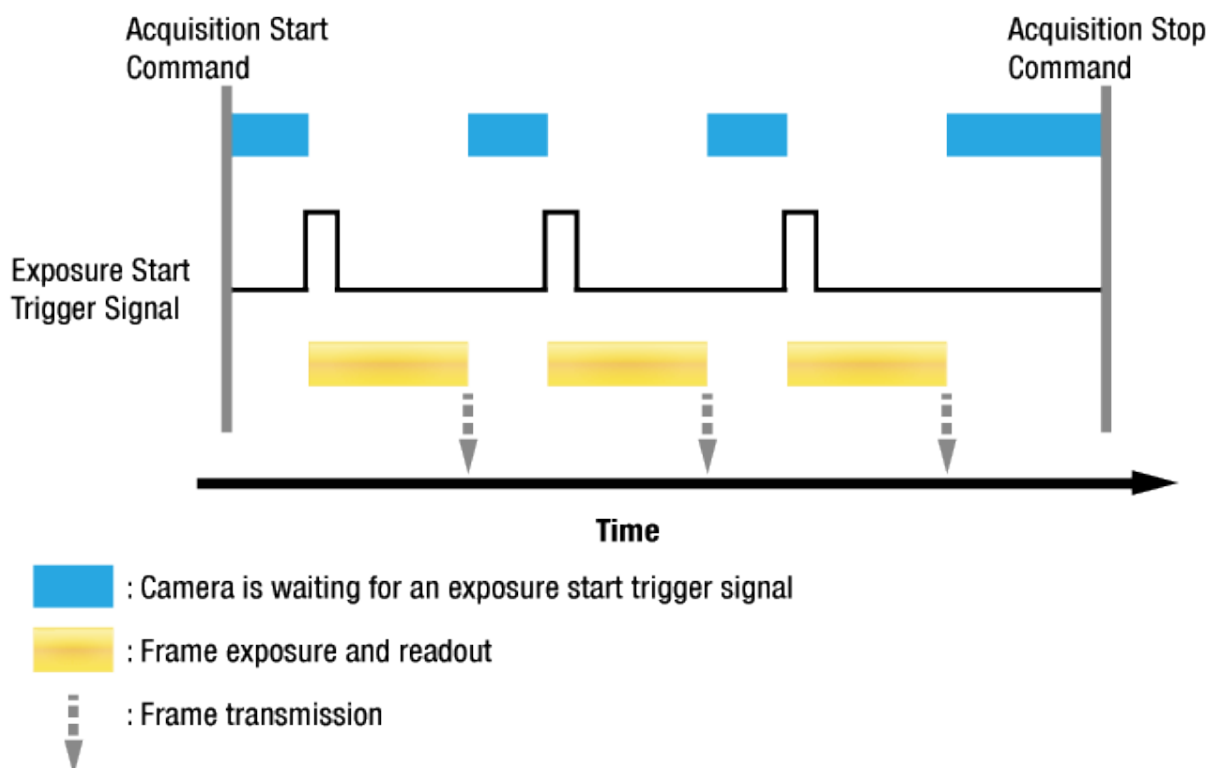 Acquisition Start
Command
Acquisition Stop
Command
Exposure Start
Trigger Signal
Time
: Camera is waiting for an exposure start trigger signal
: Frame exposure and readout
: Frame transmission